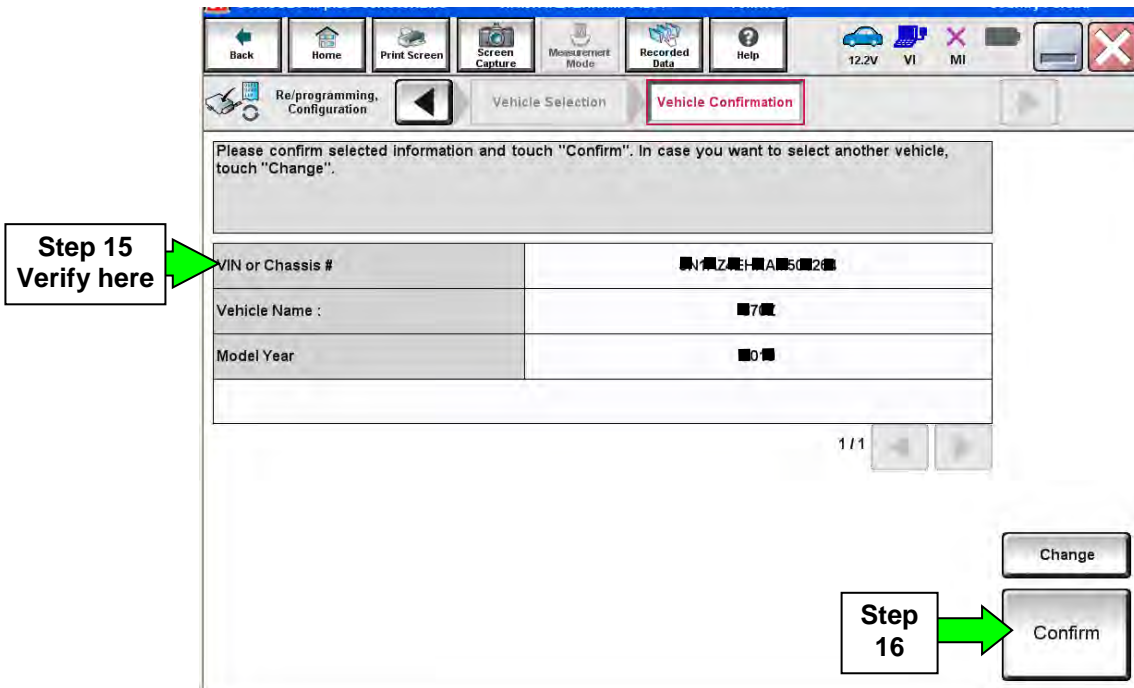 Back
Home
Print Screen
Screen Capture
Measurement Mode
Recorded Data
Help
12.2V VI MI
Re/programming, Configuration
Vehicle Selection
Vehicle Confirmation
Please confirm selected information and touch "Confirm". In case you want to select another vehicle,
touch "Change".
Step 15
Verify here
VIN or Chassis #
Vehicle Name :
Model Year
1/1
Change
Step
16
Confirm